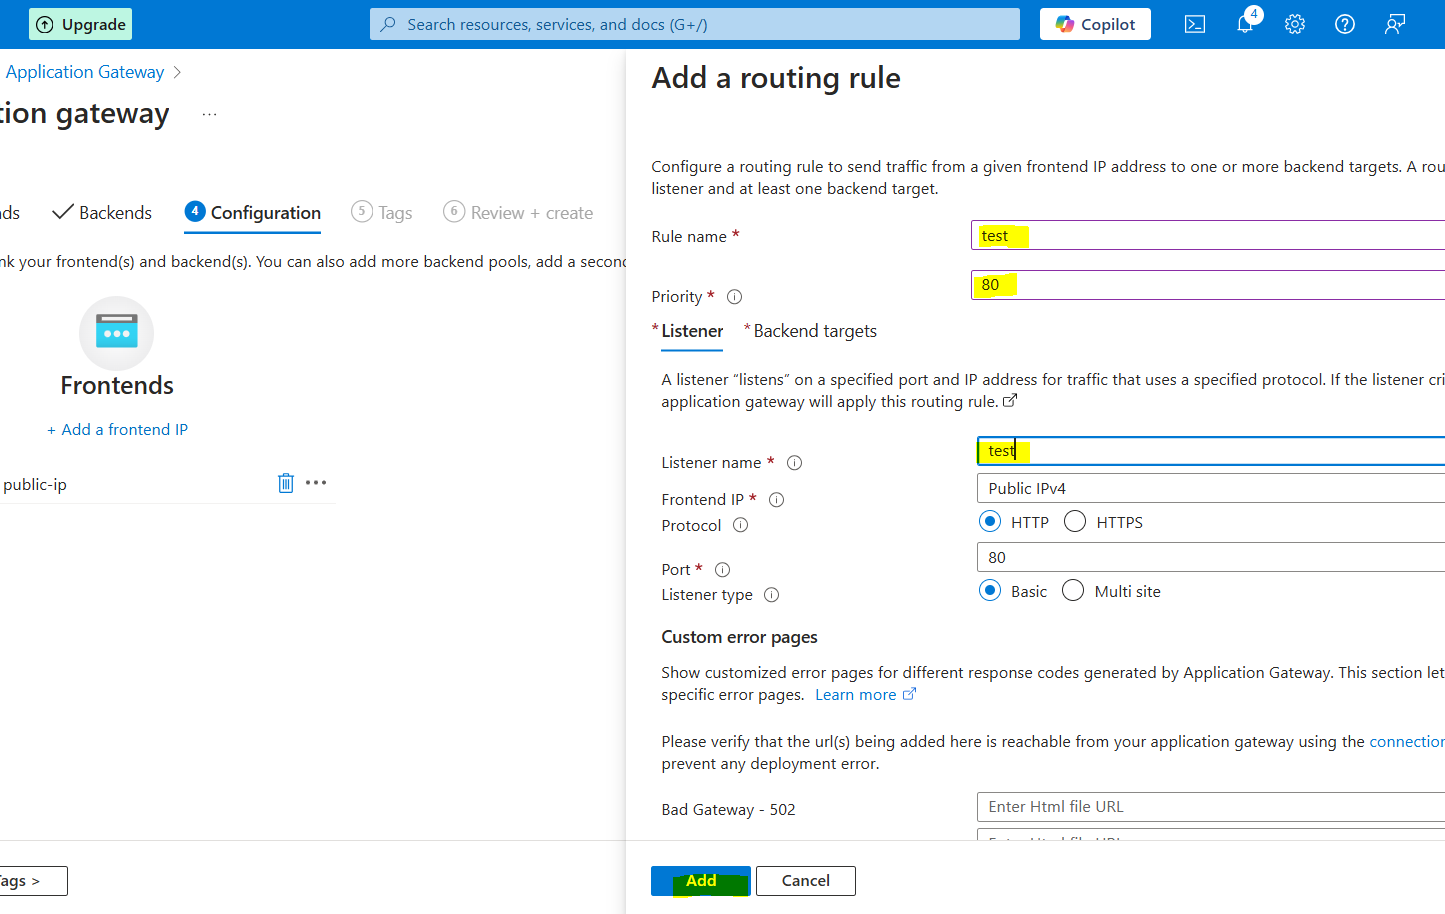 Upgrade
Search resources, services, and docs (G+/)
Copilot
4
Application Gateway >
tion gateway ...
Add a routing rule
Configure a routing rule to send traffic from a given frontend IP address to one or more backend targets. A rou
listener and at least one backend target.
nds
Backends
4 Configuration
5 Tags
6 Review + create
nk your frontend(s) and backend(s). You can also add more backend pools, add a second
Frontends
+ Add a frontend IP
public-ip
Rule name *
test
Priority *
80
* Listener
* Backend targets
A listener “listens” on a specified port and IP address for traffic that uses a specified protocol. If the listener cri
application gateway will apply this routing rule.
Listener name *
test
Frontend IP *
Public IPv4
Protocol
HTTP
HTTPS
Port *
80
Listener type
Basic
Multi site
Custom error pages
Show customized error pages for different response codes generated by Application Gateway. This section let
specific error pages. Learn more
Please verify that the url(s) being added here is reachable from your application gateway using the connection
prevent any deployment error.
Bad Gateway - 502
Enter Html file URL
Tags >
Add
Cancel